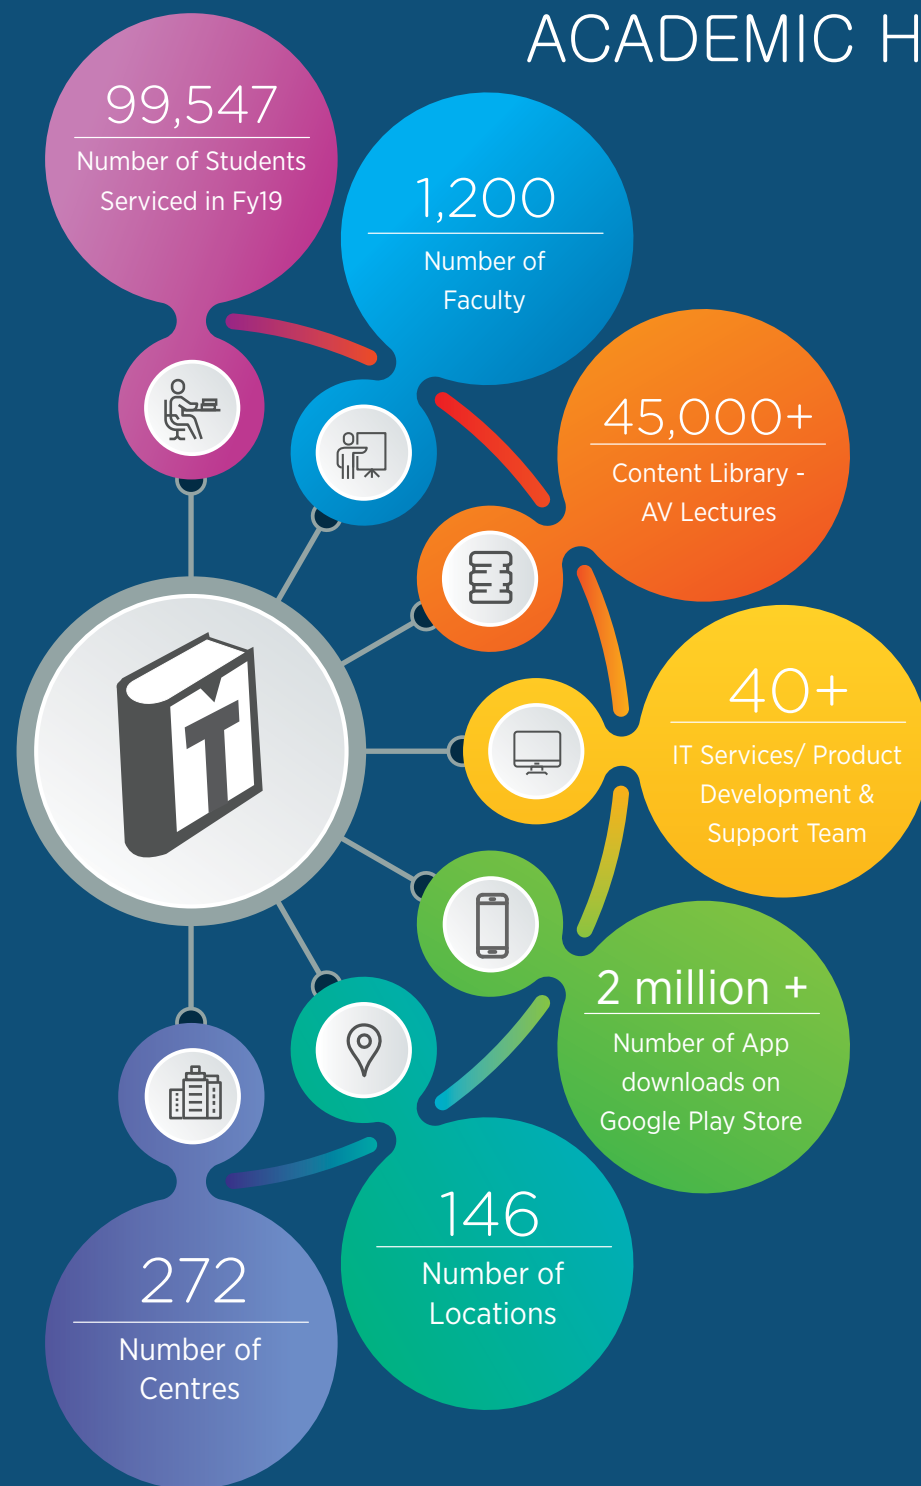 ACADEMIC H
99,547
Number of Students
Serviced in Fy19
1,200
Number of
Faculty
45,000+
Content Library -
AV Lectures
40+
IT Services/ Product
Development &
Support Team
2 million +
Number of App
downloads on
Google Play Store
146
Number of
Locations
272
Number of
Centres
T